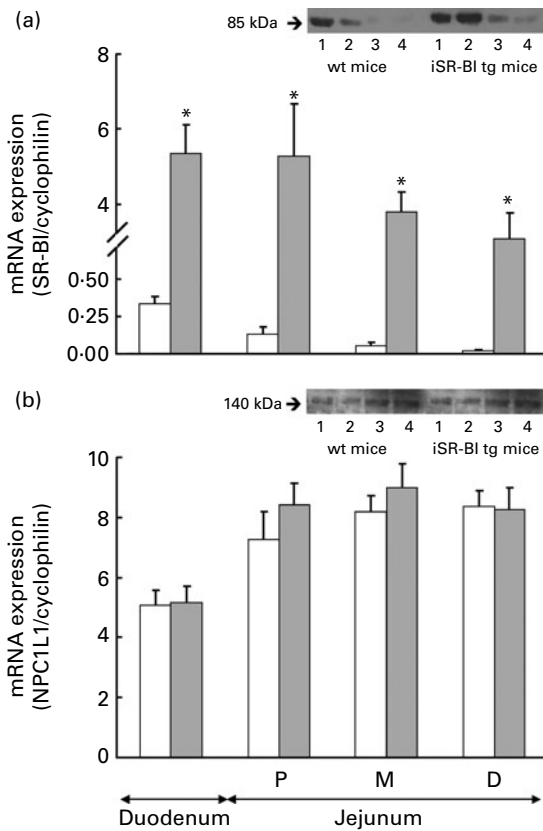 (a)
85 kDa
1 2 3 4 1 2 3 4
wt mice iSR-BI tg mice
mRNA expression
(SR-BI/cyclophilin)
8
6
4
0·50
0·25
0·00
* * * *
(b)
140 kDa
1 2 3 4 1 2 3 4
wt mice iSR-BI tg mice
mRNA expression
(NPC1L1/cyclophilin)
10
8
6
4
2
0
P M D
Duodenum Jejunum